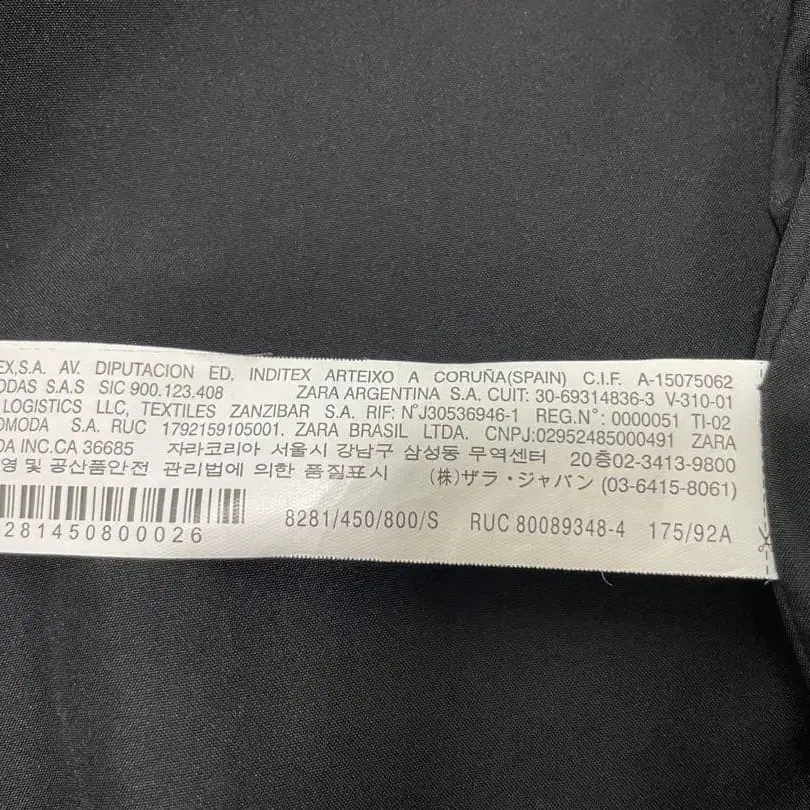 EX,S.A. AV. DIPUTACION ED. INDITEX ARTEIXO A CORUÑA(SPAIN) C.I.F. A-15075062
ODAS S.A.S SIC 900.123.408 ZARA ARGENTINA S.A. CUIT: 30-69314836-3 V-310-01
LOGISTICS LLC, TEXTILES ZANZIBAR S.A. RIF: N°J30536946-1 REG.N°: 0000051 TI-02
OMODA S.A. RUC 1792159105001. ZARA BRASIL LTDA. CNPJ:02952485000491 ZARA
DA INC.CA 36685 자라코리아 서울시 강남구 삼성동 무역센터 20층02-3413-9800
영 및 공산품안전 관리법에 의한 품질표시 (株)ザラ・ジャパン (03-6415-8061)
281450800026 8281/450/800/S RUC 80089348-4 175/92A